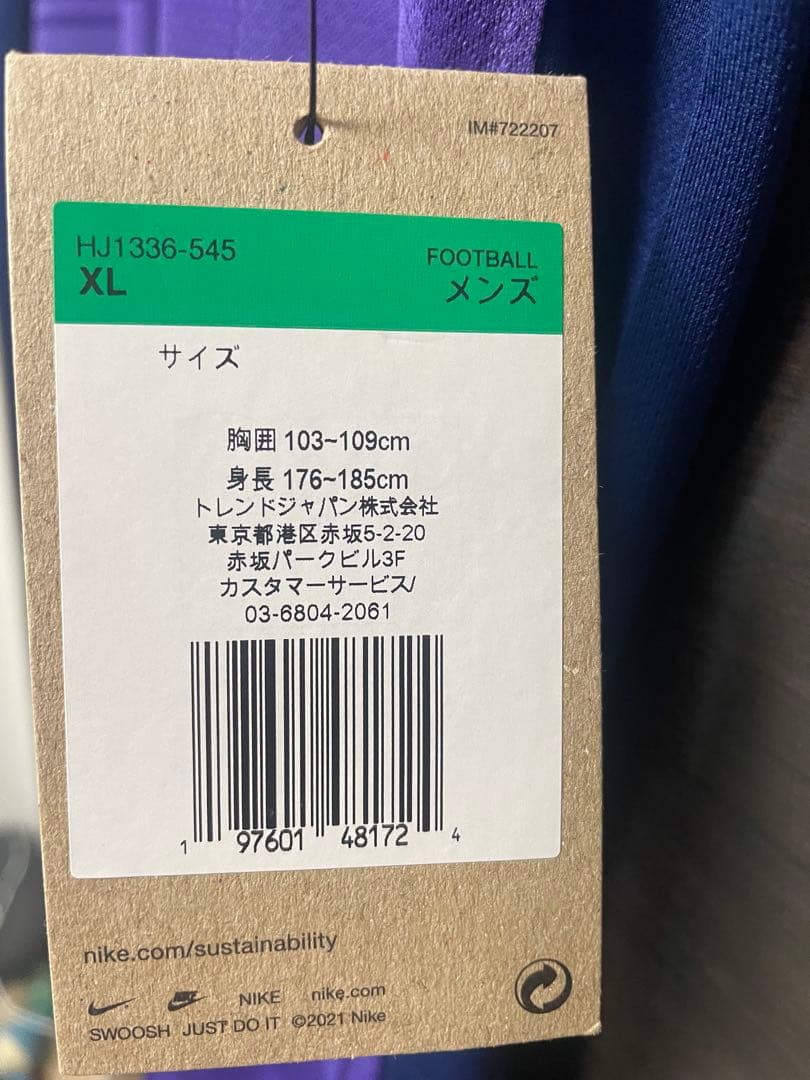 IM#722207
HJ1336-545
XL
FOOTBALL
メンズ
サイズ
胸囲 103~109cm
身長 176~185cm
トレンドジャパン株式会社
東京都港区赤坂5-2-20
赤坂パークビル3F
カスタマーサービス/
03-6804-2061
1 97601 48172 4
nike.com/sustainability
NIKE nike.com
SWOOSH JUST DO IT ©2021 Nike